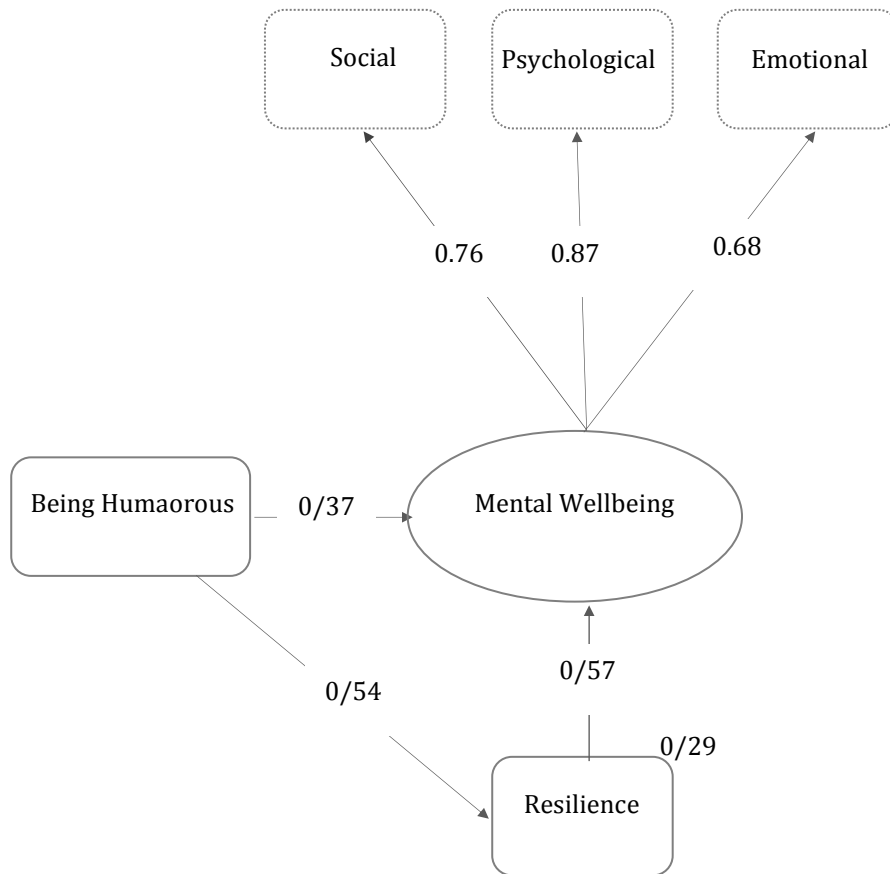 Social
Psychological
Emotional
0.76
0.87
0.68
Being Humaorous
0/37
Mental Wellbeing
0/54
0/57
0/29
Resilience